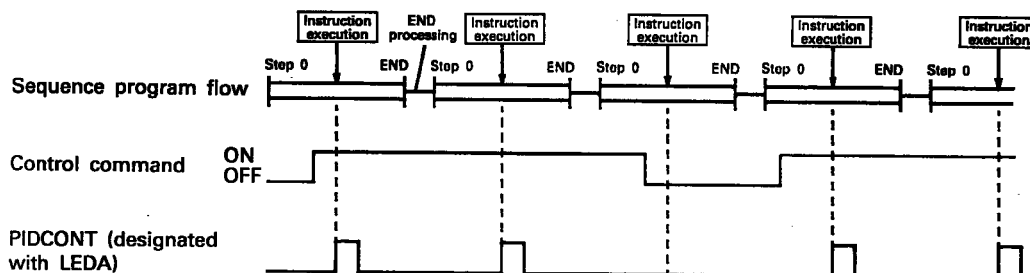 Instruction execution
END processing
Instruction execution
Instruction execution
Instruction execution
Instruction execution
Step 0
END
Step 0
END
Step 0
END
Step 0
END
Step 0
Sequence program flow
Control command
ON
OFF
PIDCONT (designated
with LEDA)